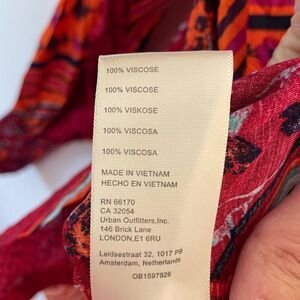 100% VISCOSE
100% VISCOSE
100% VISKOSE
100% VISCOSA
100% VISCOSA
MADE IN VIETNAM
HECHO EN VIETNAM
RN 66170
CA 32054
Urban Outfitters,Inc.
146 Brick Lane
LONDON,E1 6RU
Leidsestraat 32, 1017 PB
Amsterdam, Netherlands
OB1597926